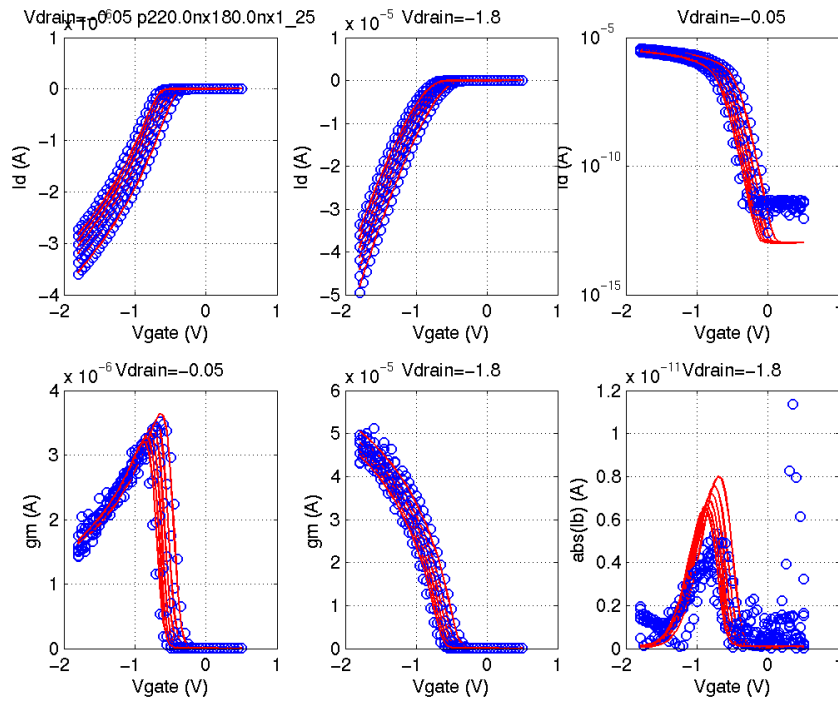 x 10⁻⁶
Vdrain=-0.05 p220.0nx180.0nx1_25
0
-1
-2
-3
-4
Id (A)
-2 -1 0 1
Vgate (V)
x 10⁻⁵
Vdrain=-1.8
1
0
-1
-2
-3
-4
-5
Id (A)
-2 -1 0 1
Vgate (V)
Vdrain=-0.05
10⁻⁵
10⁻¹⁰
10⁻¹⁵
Id (A)
-2 -1 0 1
Vgate (V)
x 10⁻⁶ Vdrain=-0.05
4
3
2
1
0
gm (A)
-2 -1 0 1
Vgate (V)
x 10⁻⁵
Vdrain=-1.8
6
5
4
3
2
1
0
gm (A)
-2 -1 0 1
Vgate (V)
x 10⁻¹¹Vdrain=-1.8
1.2
1
0.8
0.6
0.4
0.2
0
abs(Ib) (A)
-2 -1 0 1
Vgate (V)